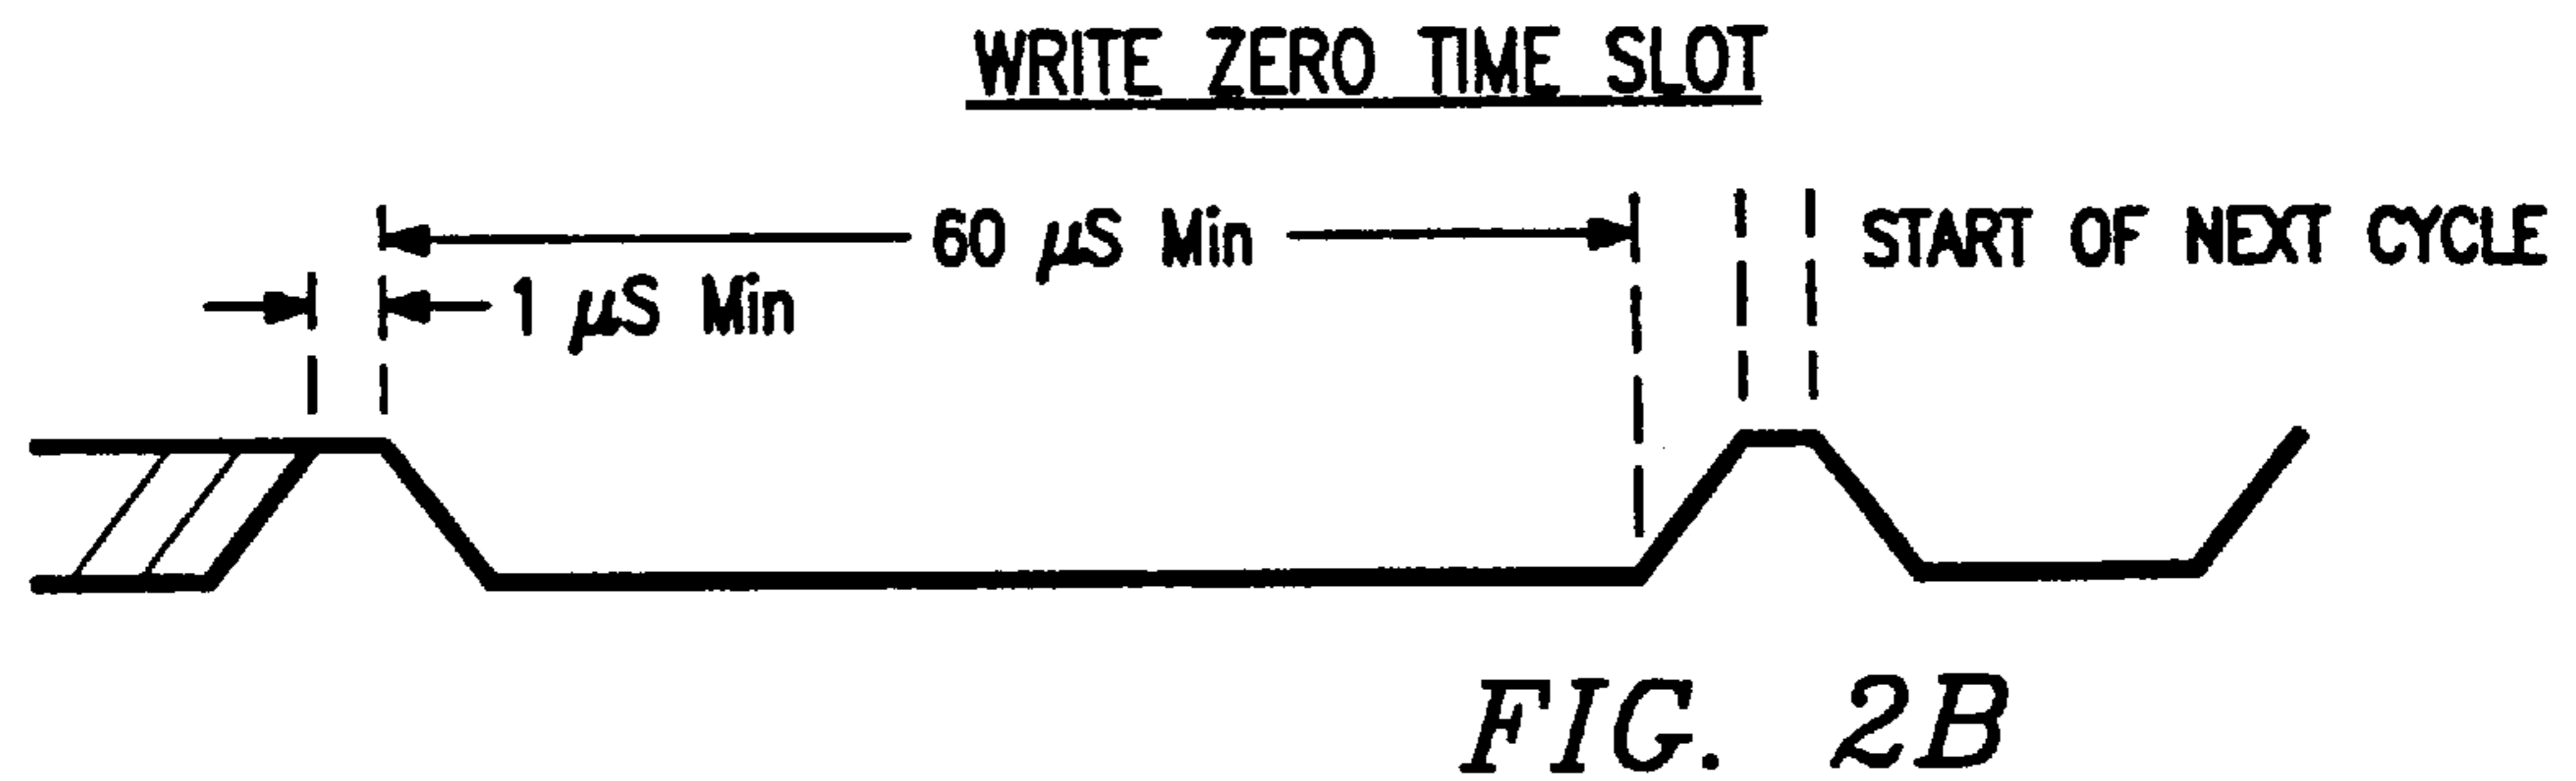 WRITE ZERO TIME SLOT
60 µS Min
START OF NEXT CYCLE
1 µS Min
FIG. 2B